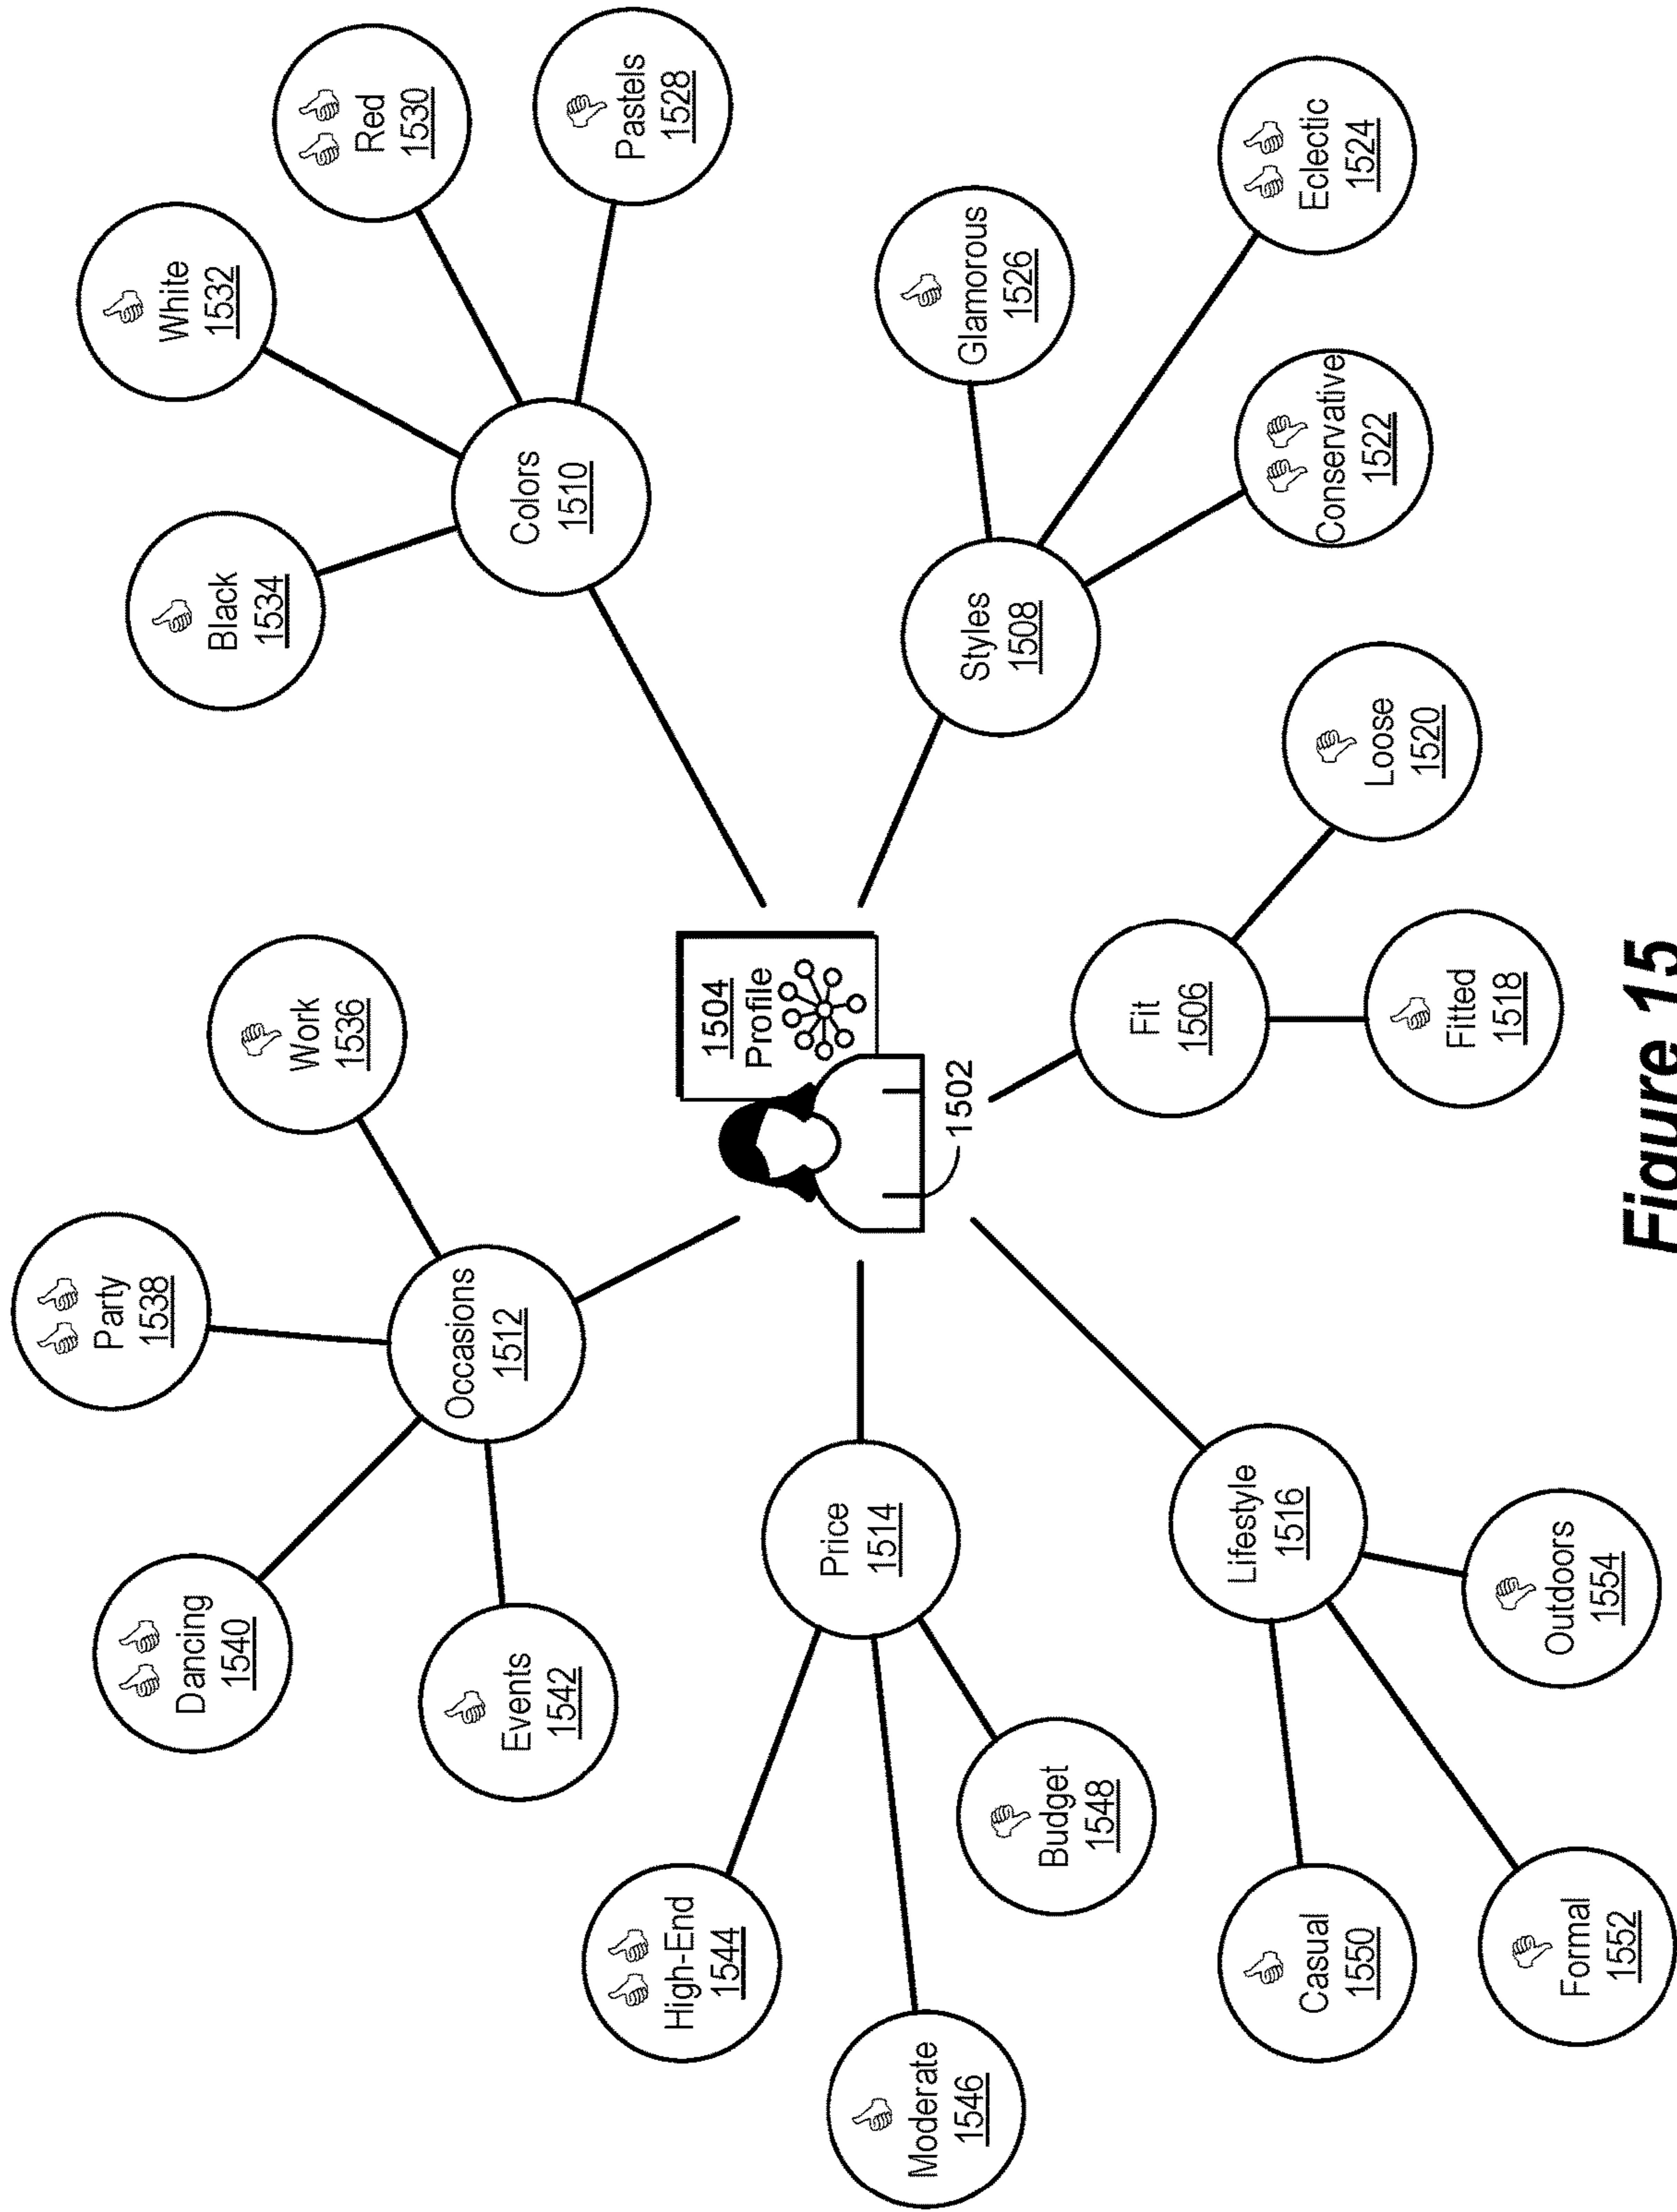 Dancing
1540
Party
1538
Work
1536
Events
1542
Occasions
1512
Black
1534
White
1532
Red
1530
Pastels
1528
Colors
1510
High-End
1544
Moderate
1546
Budget
1548
Price
1514
1504
Profile
1502
Styles
1508
Glamorous
1526
Eclectic
1524
Conservative
1522
Casual
1550
Formal
1552
Outdoors
1554
Lifestyle
1516
Fit
1506
Fitted
1518
Loose
1520
Figure 15